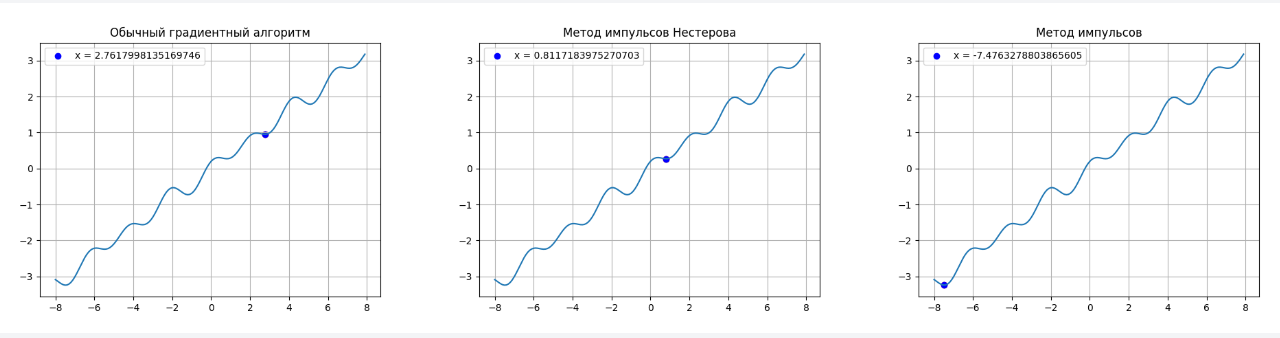 Обычный градиентный алгоритм
x = 2.7617998135169746
3
2
1
0
−1
−2
−3
−8 −6 −4 −2 0 2 4 6 8
Метод импульсов Нестерова
x = 0.8117183975270703
3
2
1
0
−1
−2
−3
−8 −6 −4 −2 0 2 4 6 8
Метод импульсов
x = -7.4763278803865605
3
2
1
0
−1
−2
−3
−8 −6 −4 −2 0 2 4 6 8